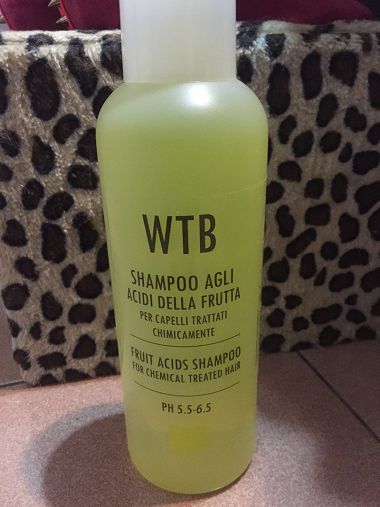 WTB
SHAMPOO AGLI
ACIDI DELLA FRUTTA
PER CAPELLI TRATTATI
CHIMICAMENTE
FRUIT ACIDS SHAMPOO
FOR CHEMICAL TREATED HAIR
PH 5.5-6.5